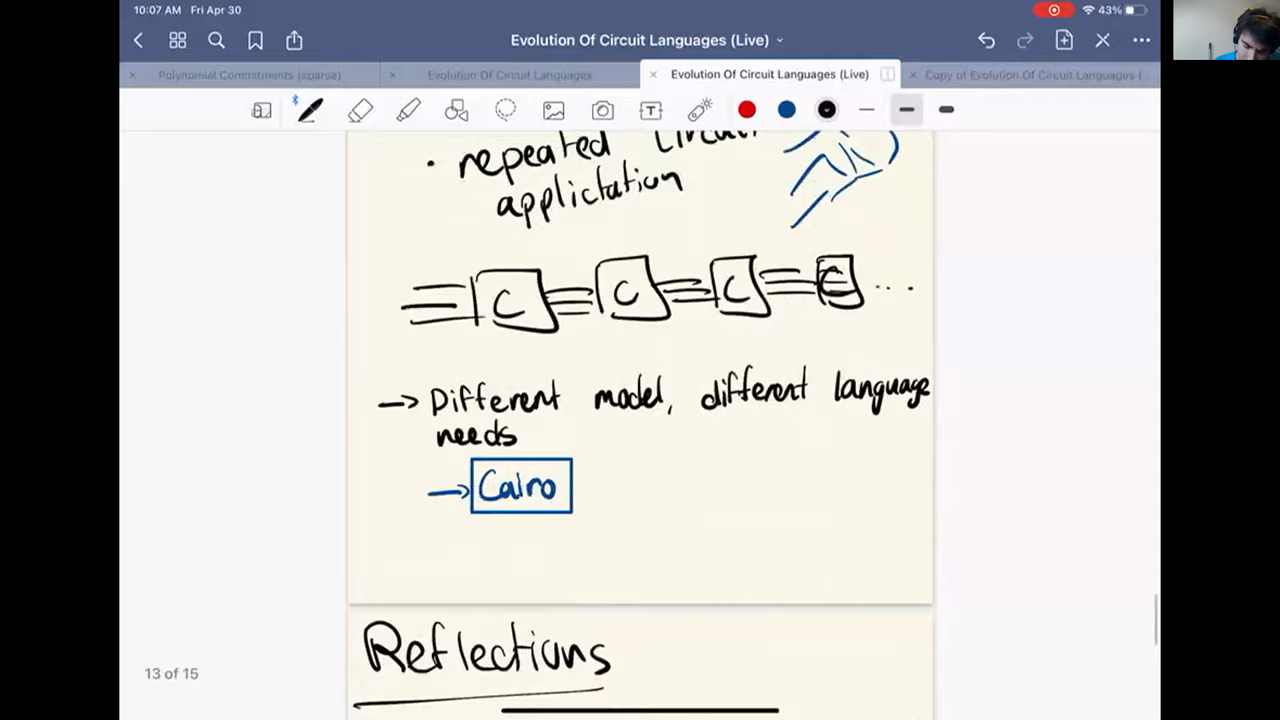 10:07 AM Fri Apr 30
43%
Evolution Of Circuit Languages (Live)
Polynomial Commitments (sparse)
Evolution Of Circuit Languages
Evolution Of Circuit Languages (Live)
Copy of Evolution Of Circuit Languages (...
T
• repeated circuit
applictation
C C C C ...
→ Different model, different language
needs
→ Cairo
Reflections
13 of 15